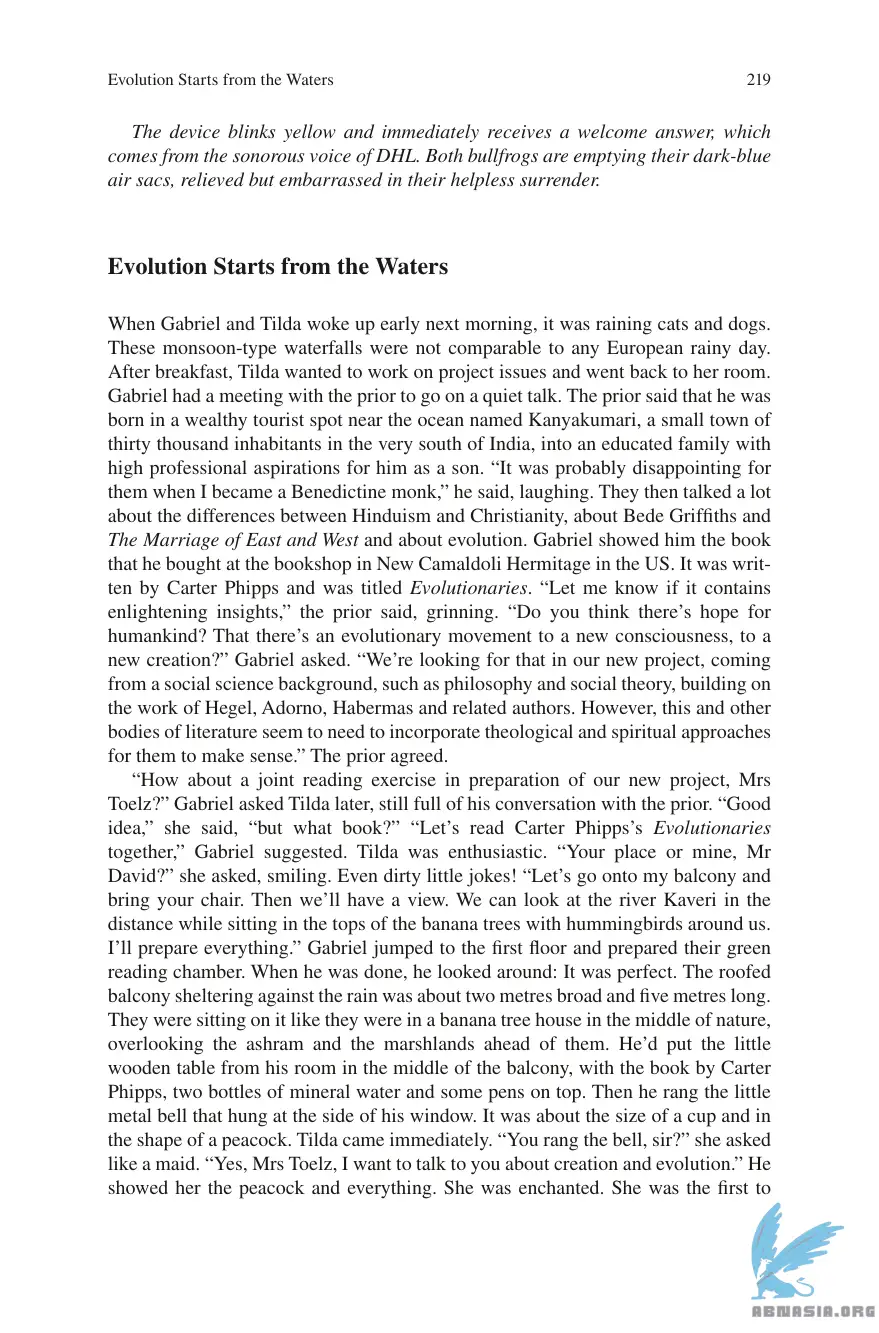 Evolution Starts from the Waters 219
The device blinks yellow and immediately receives a welcome answer, which
comes from the sonorous voice of DHL. Both bullfrogs are emptying their dark-blue
air sacs, relieved but embarrassed in their helpless surrender.
Evolution Starts from the Waters
When Gabriel and Tilda woke up early next morning, it was raining cats and dogs.
These monsoon-type waterfalls were not comparable to any European rainy day.
After breakfast, Tilda wanted to work on project issues and went back to her room.
Gabriel had a meeting with the prior to go on a quiet talk. The prior said that he was
born in a wealthy tourist spot near the ocean named Kanyakumari, a small town of
thirty thousand inhabitants in the very south of India, into an educated family with
high professional aspirations for him as a son. “It was probably disappointing for
them when I became a Benedictine monk,” he said, laughing. They then talked a lot
about the differences between Hinduism and Christianity, about Bede Griffiths and
The Marriage of East and West and about evolution. Gabriel showed him the book
that he bought at the bookshop in New Camaldoli Hermitage in the US. It was writ-
ten by Carter Phipps and was titled Evolutionaries. “Let me know if it contains
enlightening insights,” the prior said, grinning. “Do you think there’s hope for
humankind? That there’s an evolutionary movement to a new consciousness, to a
new creation?” Gabriel asked. “We’re looking for that in our new project, coming
from a social science background, such as philosophy and social theory, building on
the work of Hegel, Adorno, Habermas and related authors. However, this and other
bodies of literature seem to need to incorporate theological and spiritual approaches
for them to make sense.” The prior agreed.
“How about a joint reading exercise in preparation of our new project, Mrs
Toelz?” Gabriel asked Tilda later, still full of his conversation with the prior. “Good
idea,” she said, “but what book?” “Let’s read Carter Phipps’s Evolutionaries
together,” Gabriel suggested. Tilda was enthusiastic. “Your place or mine, Mr
David?” she asked, smiling. Even dirty little jokes! “Let’s go onto my balcony and
bring your chair. Then we’ll have a view. We can look at the river Kaveri in the
distance while sitting in the tops of the banana trees with hummingbirds around us.
I’ll prepare everything.” Gabriel jumped to the first floor and prepared their green
reading chamber. When he was done, he looked around: It was perfect. The roofed
balcony sheltering against the rain was about two metres broad and five metres long.
They were sitting on it like they were in a banana tree house in the middle of nature,
overlooking the ashram and the marshlands ahead of them. He’d put the little
wooden table from his room in the middle of the balcony, with the book by Carter
Phipps, two bottles of mineral water and some pens on top. Then he rang the little
metal bell that hung at the side of his window. It was about the size of a cup and in
the shape of a peacock. Tilda came immediately. “You rang the bell, sir?” she asked
like a maid. “Yes, Mrs Toelz, I want to talk to you about creation and evolution.” He
showed her the peacock and everything. She was enchanted. She was the first to
ABNASIA.ORG